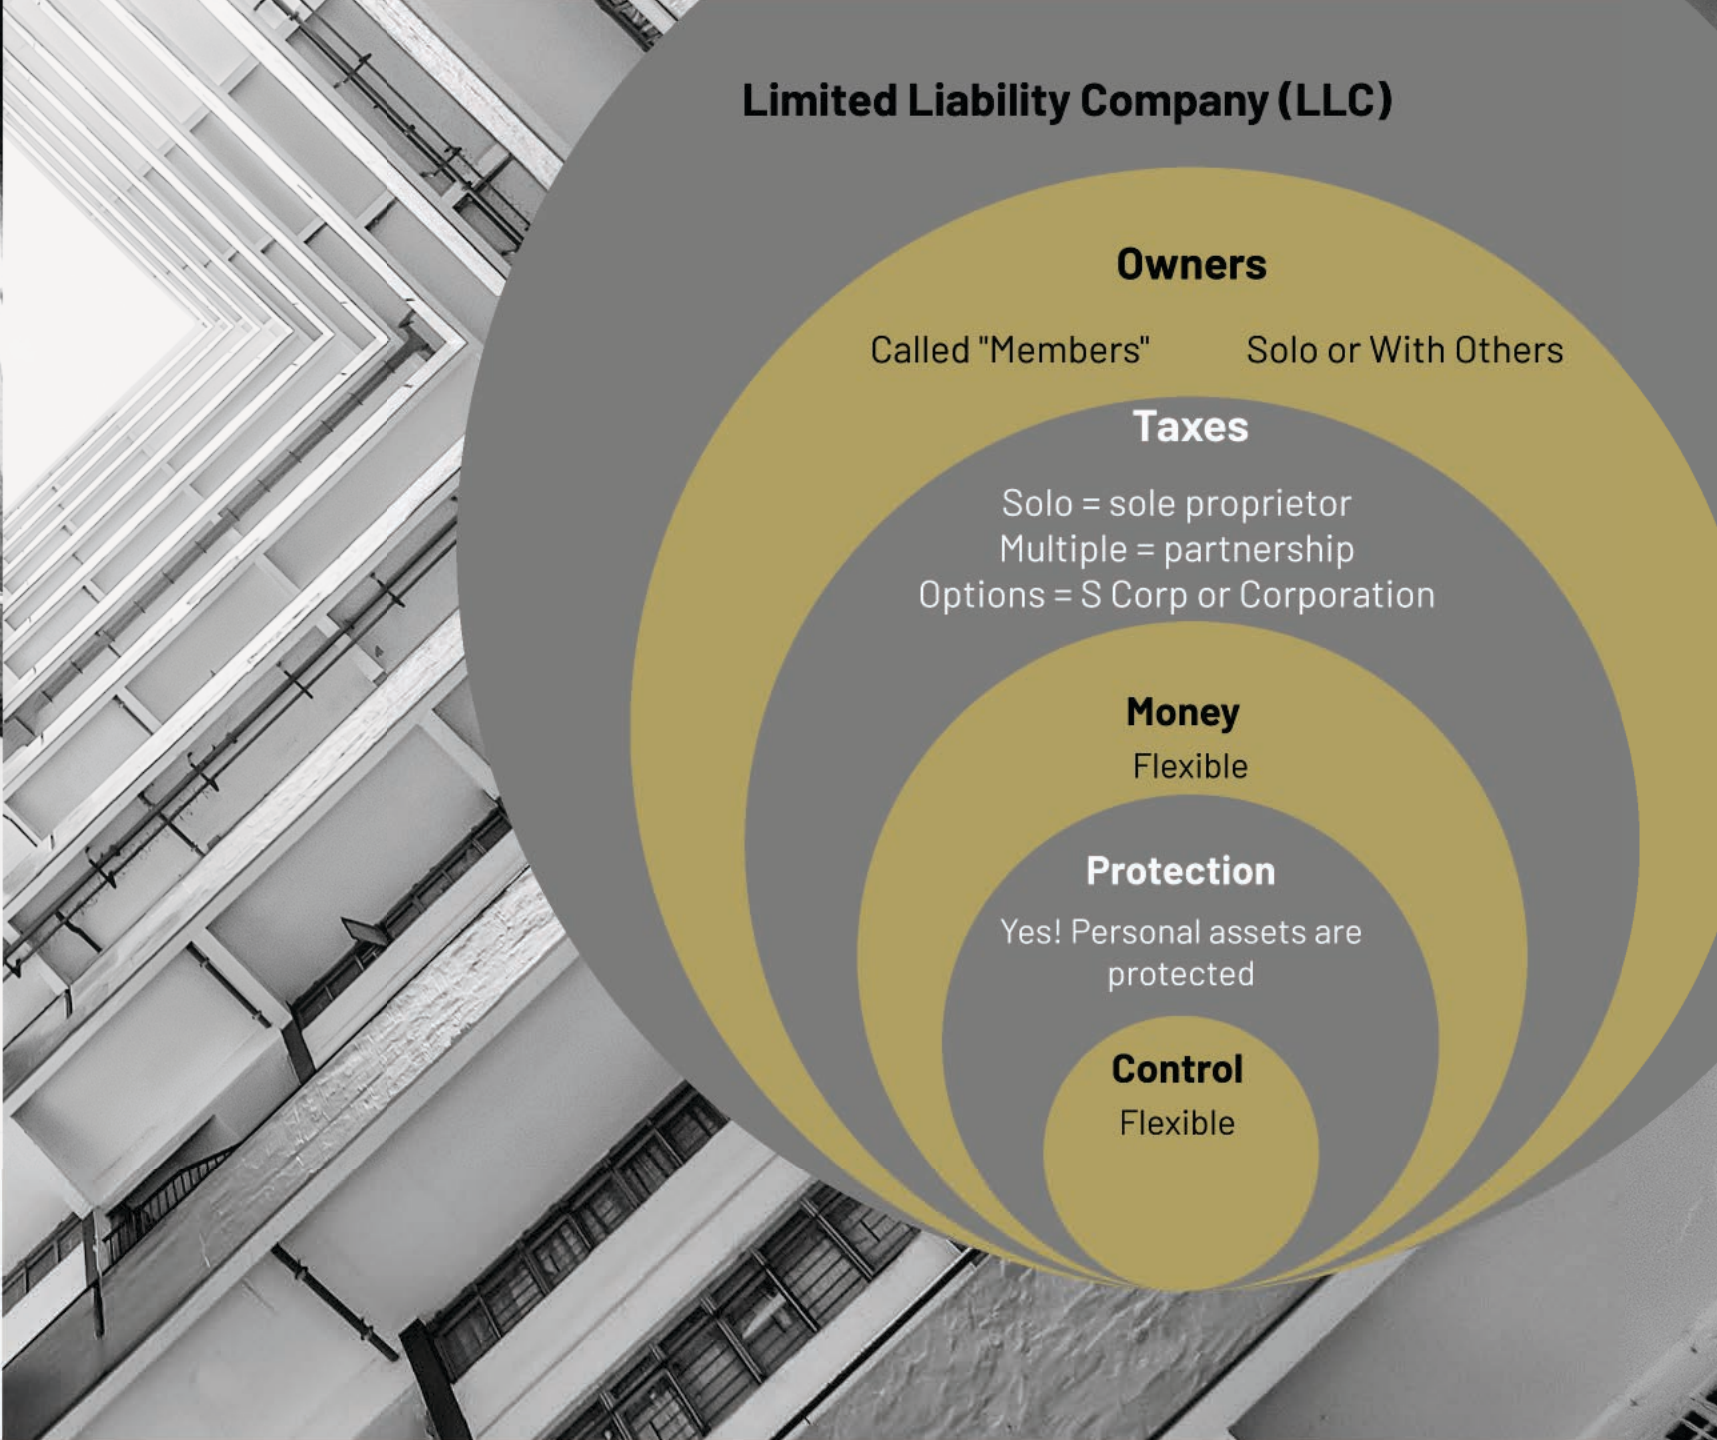 Limited Liability Company (LLC)
Owners
Called "Members" Solo or With Others
Taxes
Solo = sole proprietor
Multiple = partnership
Options = S Corp or Corporation
Money
Flexible
Protection
Yes! Personal assets are
protected
Control
Flexible